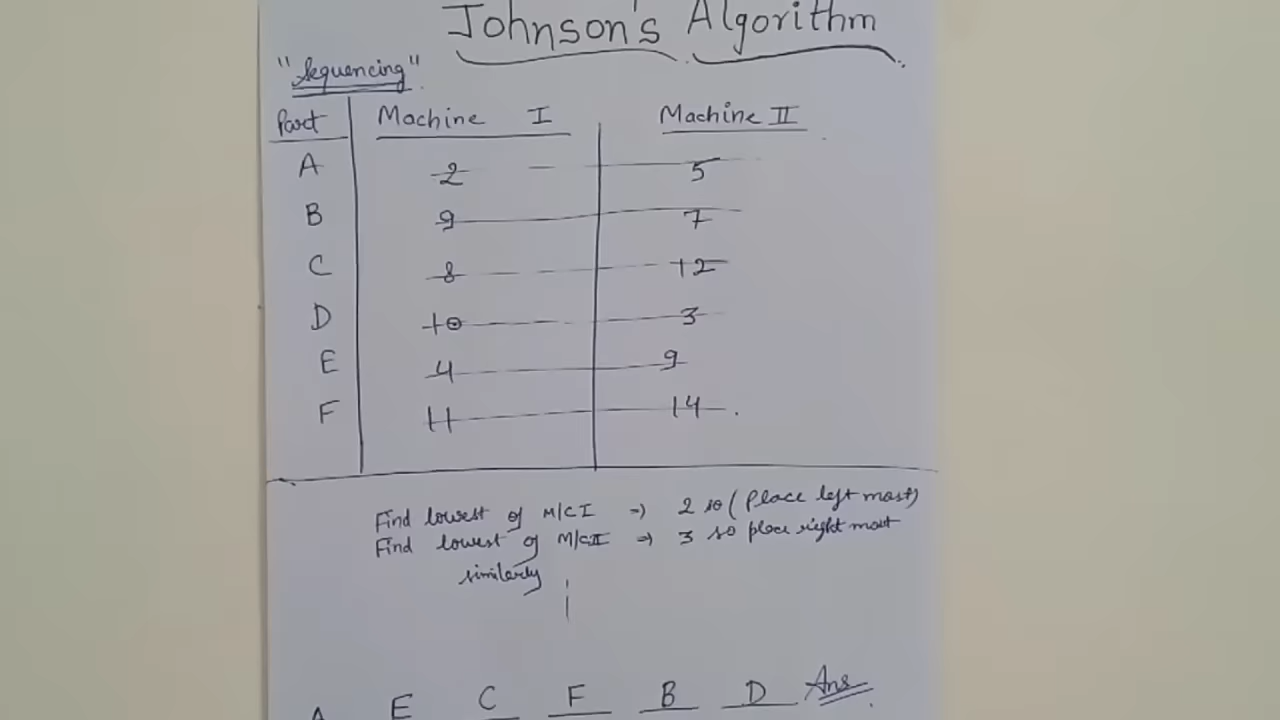 Johnson's Algorithm
"Sequencing"
Part Machine I Machine II
A 2 5
B 9 7
C 8 12
D 10 3
E 4 9
F 11 14
Find lowest of M/C I → 2 so (Place left most)
Find lowest of M/C II → 3 so place right most
similarly
A E C F B D Ans